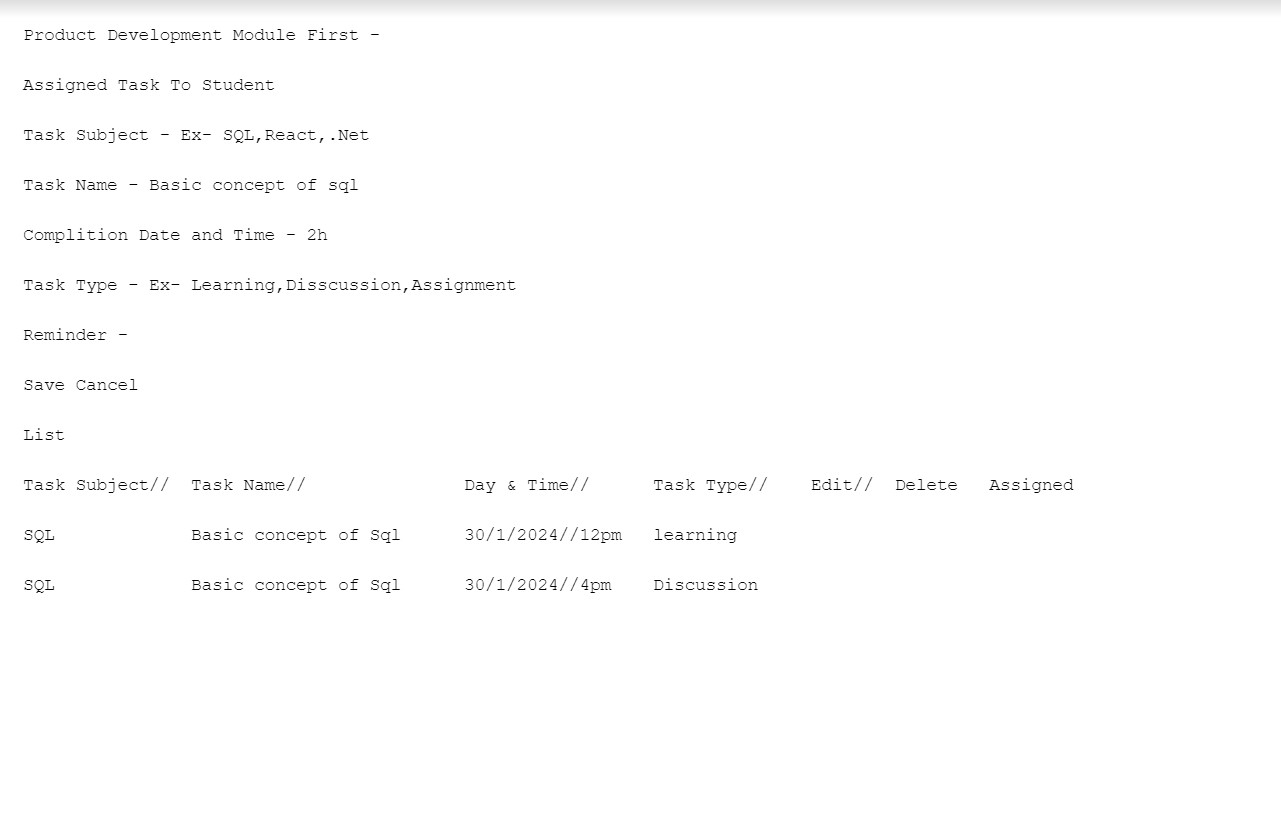 Product Development Module First -
Assigned Task To Student
Task Subject - Ex- SQL,React,.Net
Task Name - Basic concept of sql
Complition Date and Time - 2h
Task Type - Ex- Learning,Disscussion,Assignment
Reminder -
Save Cancel
List
Task Subject//  Task Name//               Day & Time//      Task Type//    Edit//  Delete   Assigned
SQL             Basic concept of Sql      30/1/2024//12pm   learning
SQL             Basic concept of Sql      30/1/2024//4pm    Discussion